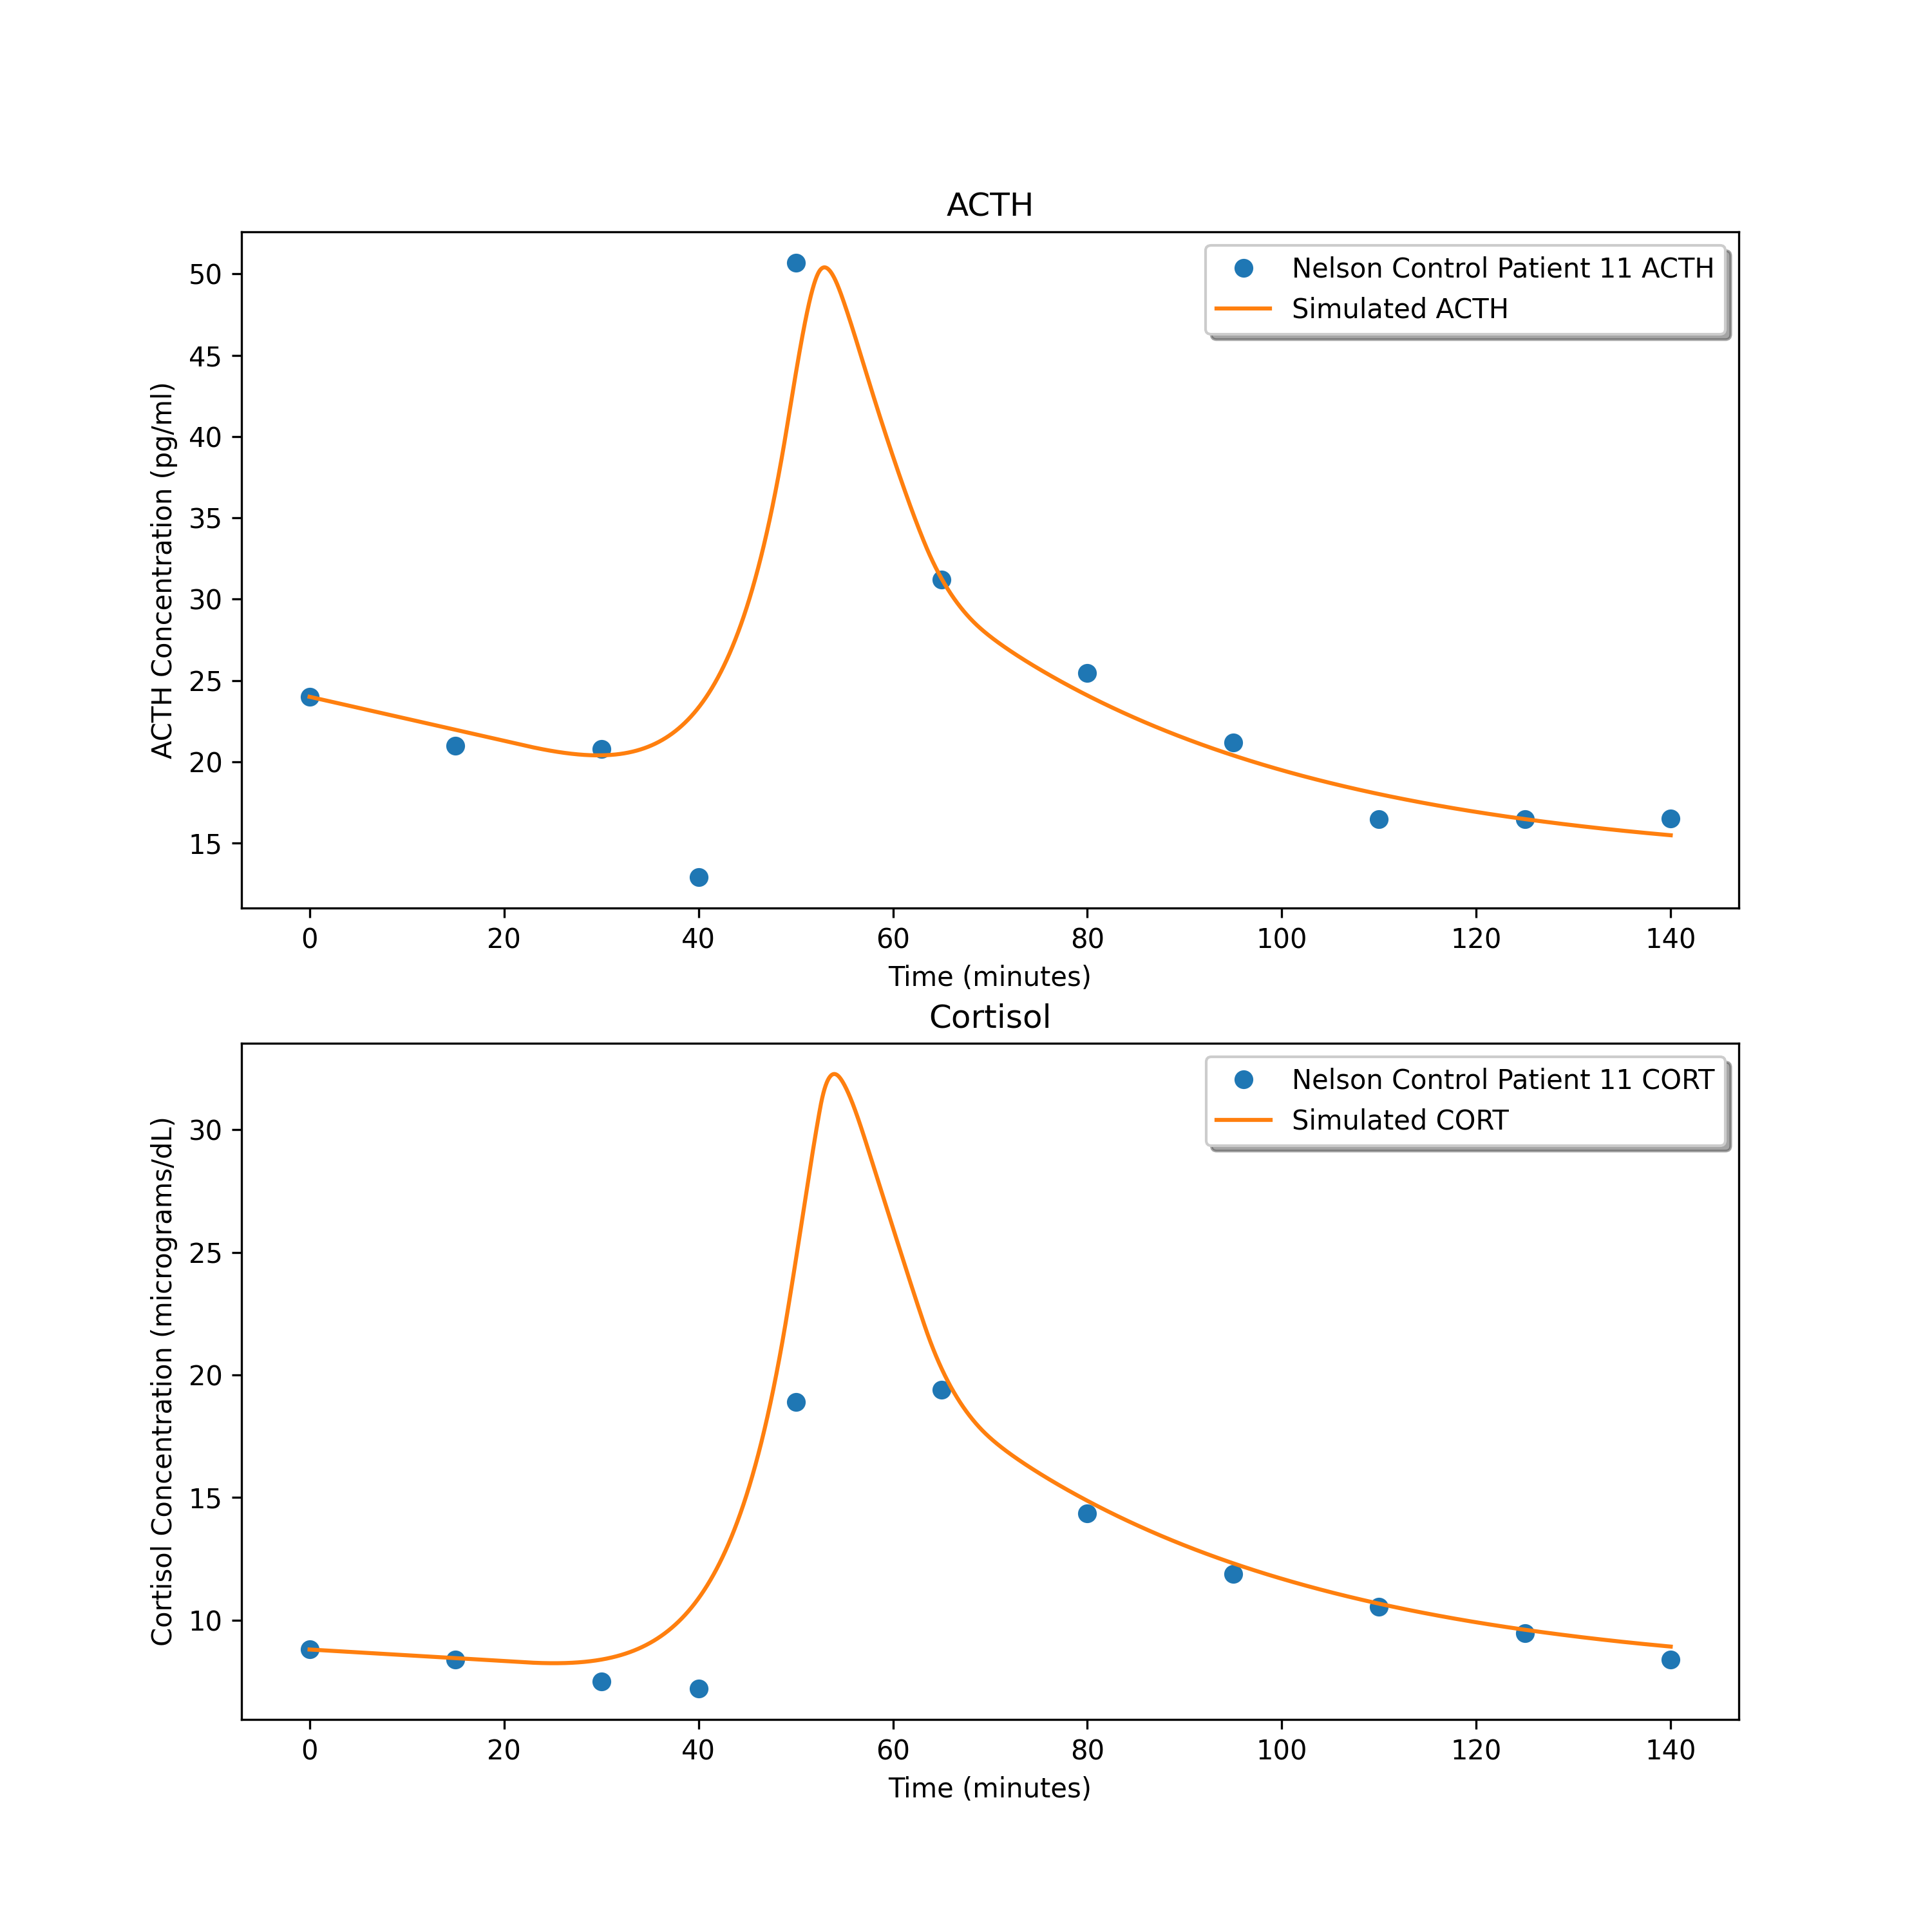 ACTH
Nelson Control Patient 11 ACTH
Simulated ACTH
ACTH Concentration (pg/ml)
50
45
40
35
30
25
20
15
0 20 40 60 80 100 120 140
Time (minutes)
Cortisol
Nelson Control Patient 11 CORT
Simulated CORT
Cortisol Concentration (micrograms/dL)
30
25
20
15
10
0 20 40 60 80 100 120 140
Time (minutes)